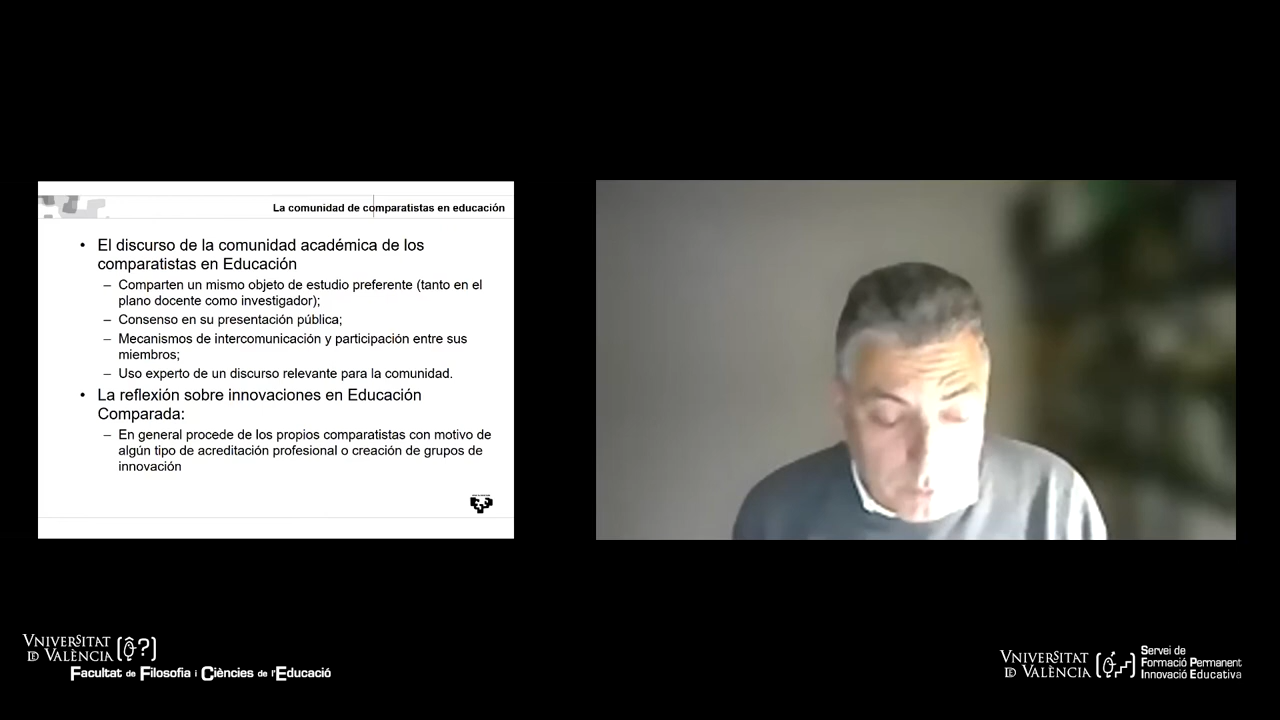 La comunidad de comparatistas en educación
• El discurso de la comunidad académica de los
comparatistas en Educación
– Comparten un mismo objeto de estudio preferente (tanto en el
plano docente como investigador);
– Consenso en su presentación pública;
– Mecanismos de intercomunicación y participación entre sus
miembros;
– Uso experto de un discurso relevante para la comunidad.
• La reflexión sobre innovaciones en Educación
Comparada:
– En general procede de los propios comparatistas con motivo de
algún tipo de acreditación profesional o creación de grupos de
innovación
VNIVERSITAT
D VALÈNCIA
Facultat de Filosofia i Ciències de l'Educació
VNIVERSITAT
D VALÈNCIA
Servei de
Formació Permanent
Innovació Educativa